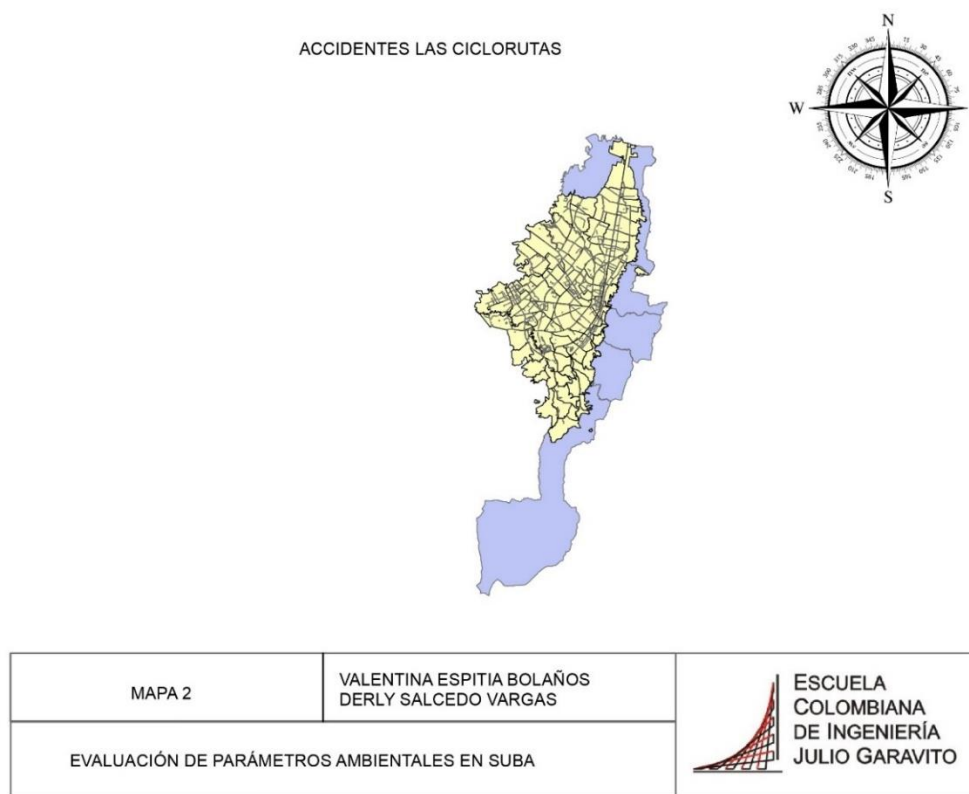 ACCIDENTES LAS CICLORUTAS
N
W
S
MAPA 2
VALENTINA ESPITIA BOLAÑOS
DERLY SALCEDO VARGAS
EVALUACIÓN DE PARÁMETROS AMBIENTALES EN SUBA
ESCUELA
COLOMBIANA
DE INGENIERÍA
JULIO GARAVITO